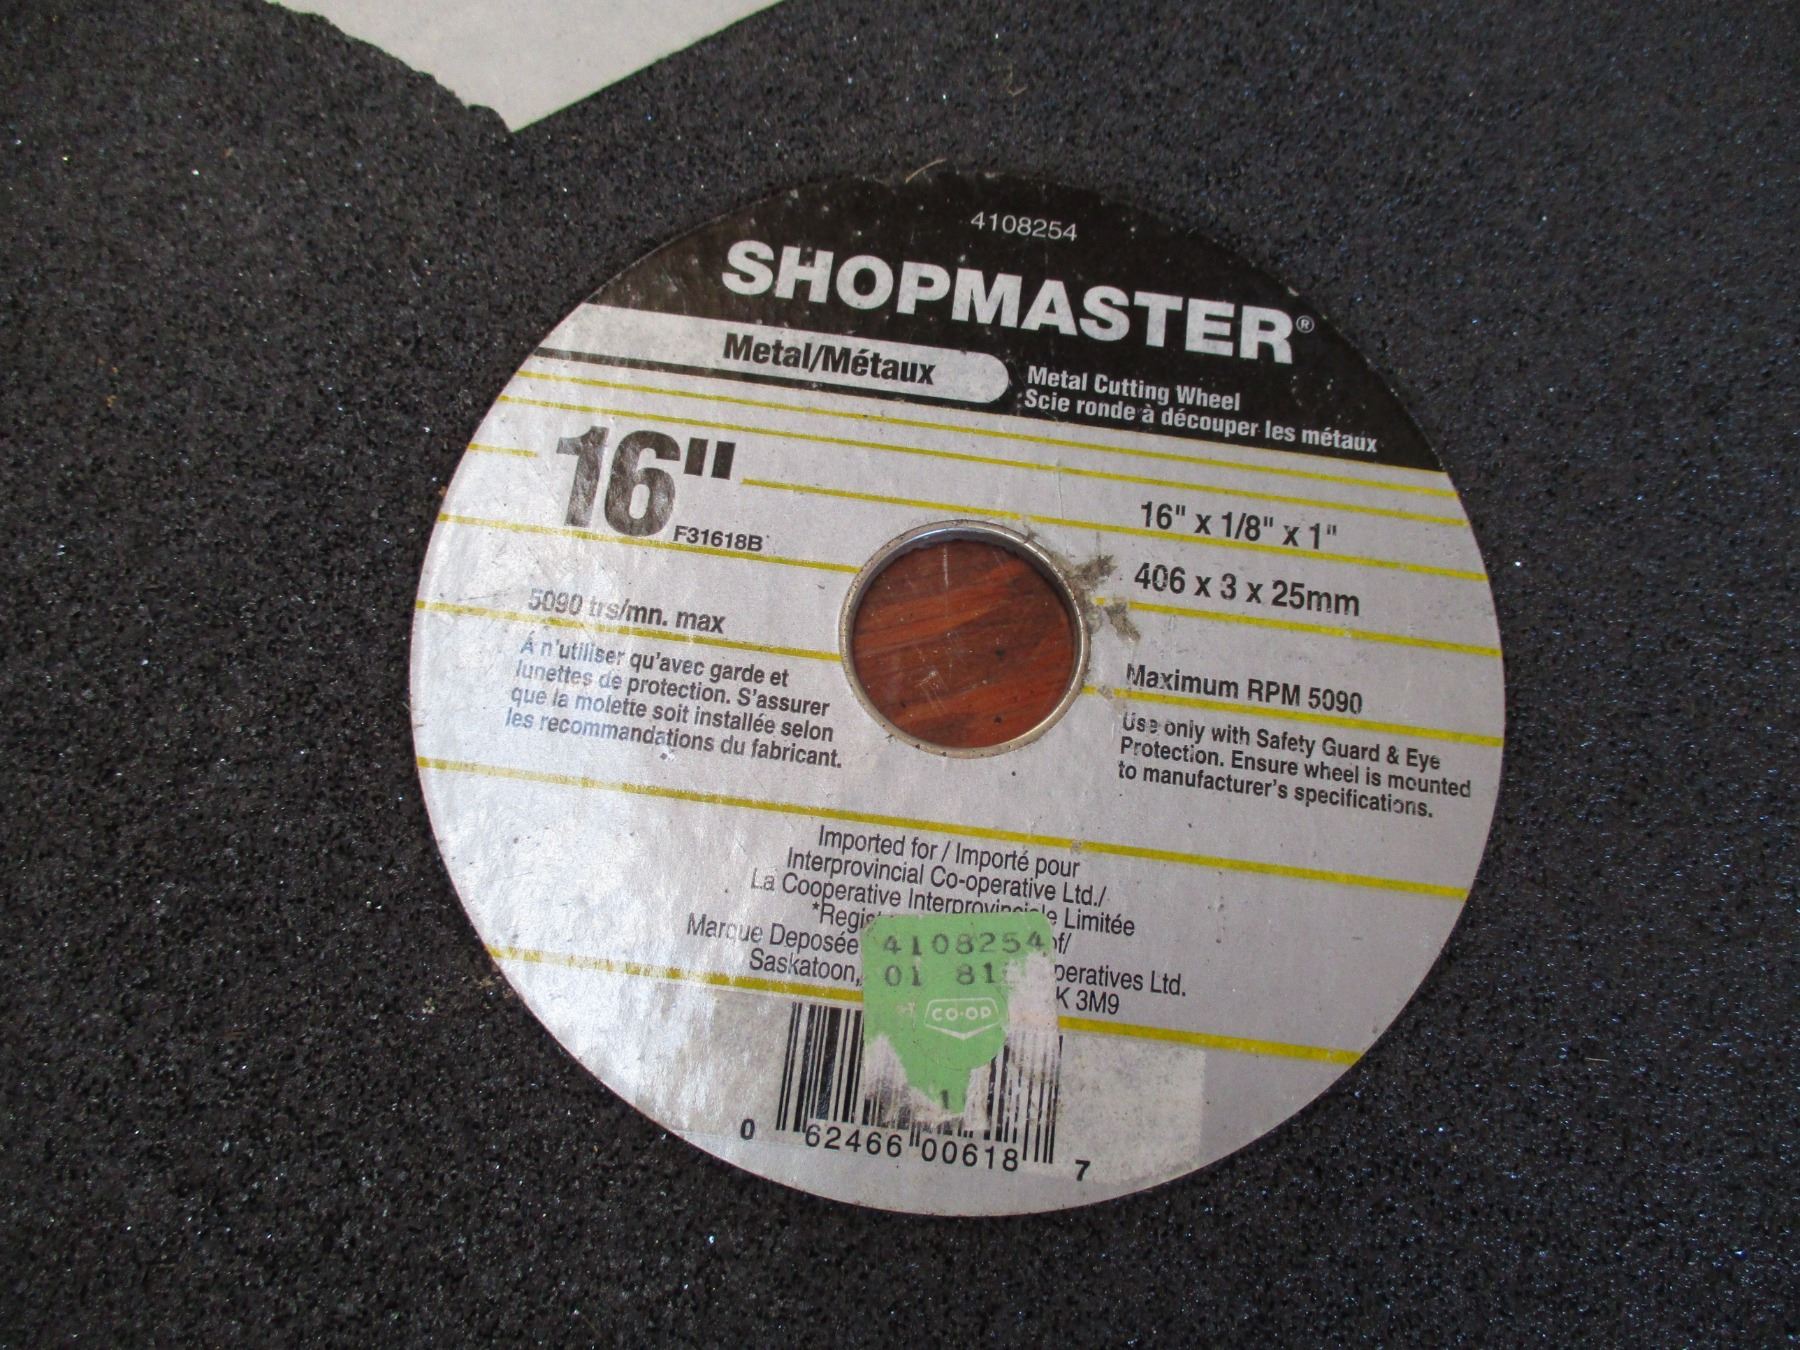 4108254
SHOPMASTER®
Metal/Métaux
Metal Cutting Wheel
Scie ronde à découper les métaux
16"
F31618B
16" x 1/8" x 1"
406 x 3 x 25mm
5090 trs/mn. max
À n'utiliser qu'avec garde et
lunettes de protection. S'assurer
que la molette soit installée selon
les recommandations du fabricant.
Maximum RPM 5090
Use only with Safety Guard & Eye
Protection. Ensure wheel is mounted
to manufacturer's specifications.
Imported for / Importé pour
Interprovincial Co-operative Ltd./
La Cooperative Interprovinciale Limitée
Marque Deposée of/
Saskatoon, Ltd.
K 3M9
4108254
01 81
CO-OP
1
0 62466 00618 7